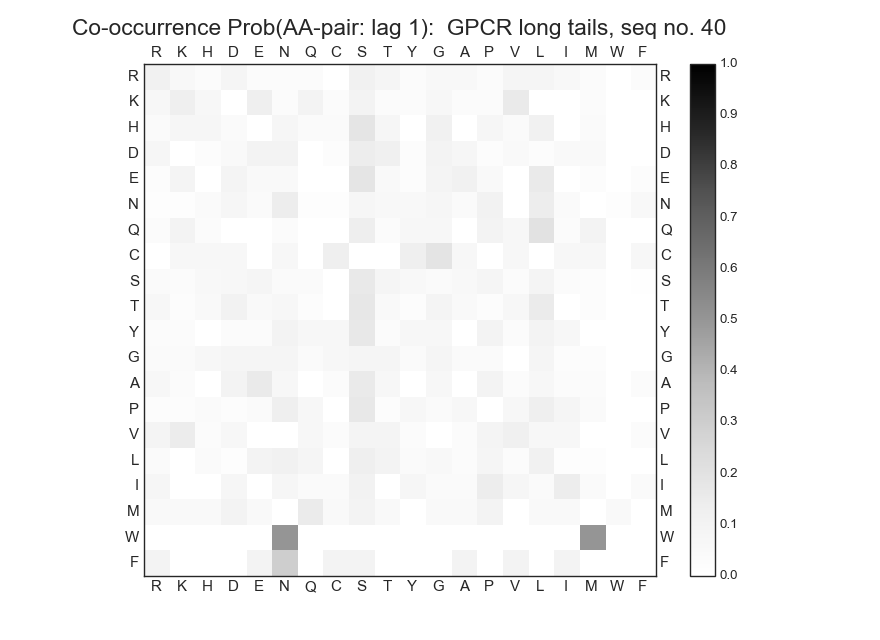 Co-occurrence Prob(AA-pair: lag 1):  GPCR long tails, seq no. 40
R K H D E N Q C S T Y G A P V L I M W F
R R 1.0
K K 0.9
H H
D D 0.8
E E
N N 0.7
Q Q
C C 0.6
S S
T T 0.5
Y Y
G G 0.4
A A
P P 0.3
V V
L L 0.2
I I
M M 0.1
W W
F F 0.0
R K H D E N Q C S T Y G A P V L I M W F